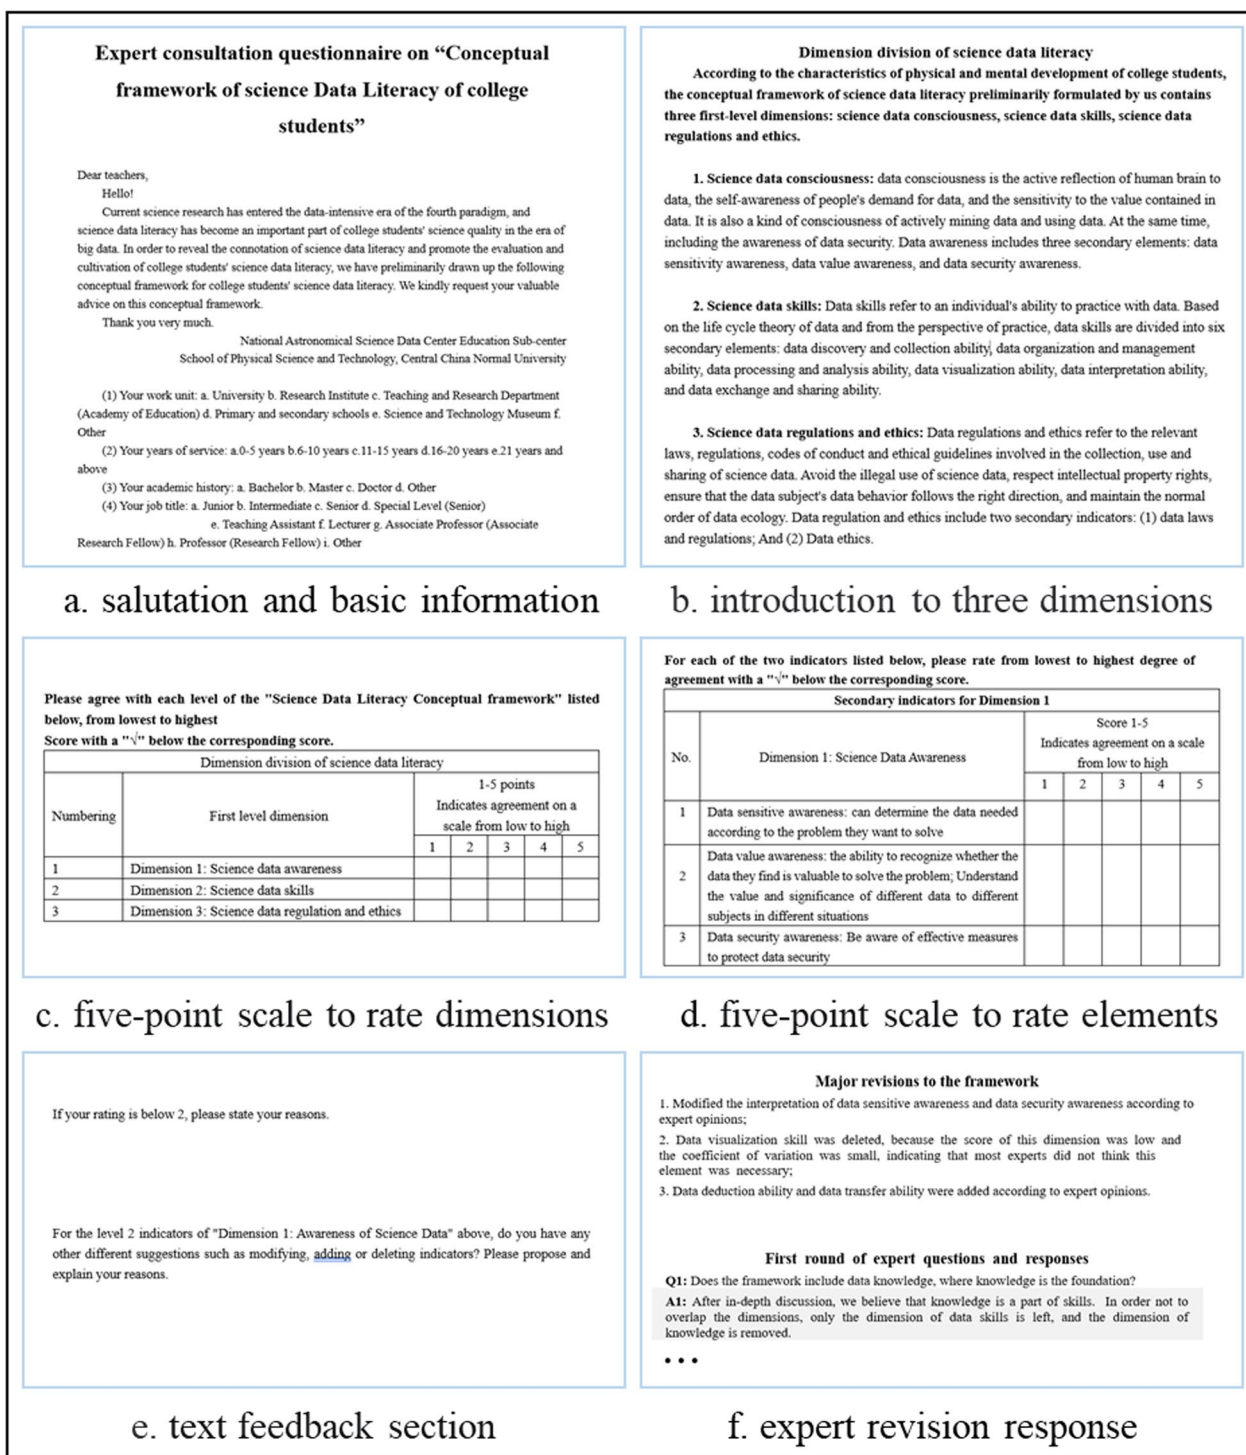 Expert consultation questionnaire on “Conceptual
framework of science Data Literacy of college
students”
Dear teachers,
Hello!
Current science research has entered the data-intensive era of the fourth paradigm, and
science data literacy has become an important part of college students' science quality in the era of
big data. In order to reveal the connotation of science data literacy and promote the evaluation and
cultivation of college students' science data literacy, we have preliminarily drawn up the following
conceptual framework for college students' science data literacy. We kindly request your valuable
advice on this conceptual framework.
Thank you very much.
National Astronomical Science Data Center Education Sub-center
School of Physical Science and Technology, Central China Normal University
(1) Your work unit: a. University b. Research Institute c. Teaching and Research Department
(Academy of Education) d. Primary and secondary schools e. Science and Technology Museum f.
Other
(2) Your years of service: a.0-5 years b.6-10 years c.11-15 years d.16-20 years e.21 years and
above
(3) Your academic history: a. Bachelor b. Master c. Doctor d. Other
(4) Your job title: a. Junior b. Intermediate c. Senior d. Special Level (Senior)
e. Teaching Assistant f. Lecturer g. Associate Professor (Associate
Research Fellow) h. Professor (Research Fellow) i. Other
a. salutation and basic information
Dimension division of science data literacy
According to the characteristics of physical and mental development of college students,
the conceptual framework of science data literacy preliminarily formulated by us contains
three first-level dimensions: science data consciousness, science data skills, science data
regulations and ethics.
1. Science data consciousness: data consciousness is the active reflection of human brain to
data, the self-awareness of people's demand for data, and the sensitivity to the value contained in
data. It is also a kind of consciousness of actively mining data and using data. At the same time,
including the awareness of data security. Data awareness includes three secondary elements: data
sensitivity awareness, data value awareness, and data security awareness.
2. Science data skills: Data skills refer to an individual's ability to practice with data. Based
on the life cycle theory of data and from the perspective of practice, data skills are divided into six
secondary elements: data discovery and collection ability, data organization and management
ability, data processing and analysis ability, data visualization ability, data interpretation ability,
and data exchange and sharing ability.
3. Science data regulations and ethics: Data regulations and ethics refer to the relevant
laws, regulations, codes of conduct and ethical guidelines involved in the collection, use and
sharing of science data. Avoid the illegal use of science data, respect intellectual property rights,
ensure that the data subject's data behavior follows the right direction, and maintain the normal
order of data ecology. Data regulation and ethics include two secondary indicators: (1) data laws
and regulations; And (2) Data ethics.
b. introduction to three dimensions
Please agree with each level of the "Science Data Literacy Conceptual framework" listed
below, from lowest to highest
Score with a "√" below the corresponding score.
Dimension division of science data literacy
Numbering
First level dimension
1-5 points
Indicates agreement on a
scale from low to high
1 2 3 4 5
1 Dimension 1: Science data awareness
2 Dimension 2: Science data skills
3 Dimension 3: Science data regulation and ethics
c. five-point scale to rate dimensions
For each of the two indicators listed below, please rate from lowest to highest degree of
agreement with a "√" below the corresponding score.
Secondary indicators for Dimension 1
No.
Dimension 1: Science Data Awareness
Score 1-5
Indicates agreement on a scale
from low to high
1 2 3 4 5
1 Data sensitive awareness: can determine the data needed
according to the problem they want to solve
Data value awareness: the ability to recognize whether the
2 data they find is valuable to solve the problem; Understand
the value and significance of different data to different
subjects in different situations
3 Data security awareness: Be aware of effective measures
to protect data security
d. five-point scale to rate elements
If your rating is below 2, please state your reasons.
For the level 2 indicators of "Dimension 1: Awareness of Science Data" above, do you have any
other different suggestions such as modifying, adding or deleting indicators? Please propose and
explain your reasons.
e. text feedback section
Major revisions to the framework
1. Modified the interpretation of data sensitive awareness and data security awareness according to
expert opinions;
2. Data visualization skill was deleted, because the score of this dimension was low and
the coefficient of variation was small, indicating that most experts did not think this
element was necessary;
3. Data deduction ability and data transfer ability were added according to expert opinions.
First round of expert questions and responses
Q1: Does the framework include data knowledge, where knowledge is the foundation?
A1: After in-depth discussion, we believe that knowledge is a part of skills. In order not to
overlap the dimensions, only the dimension of data skills is left, and the dimension of
knowledge is removed.
• • •
f. expert revision response